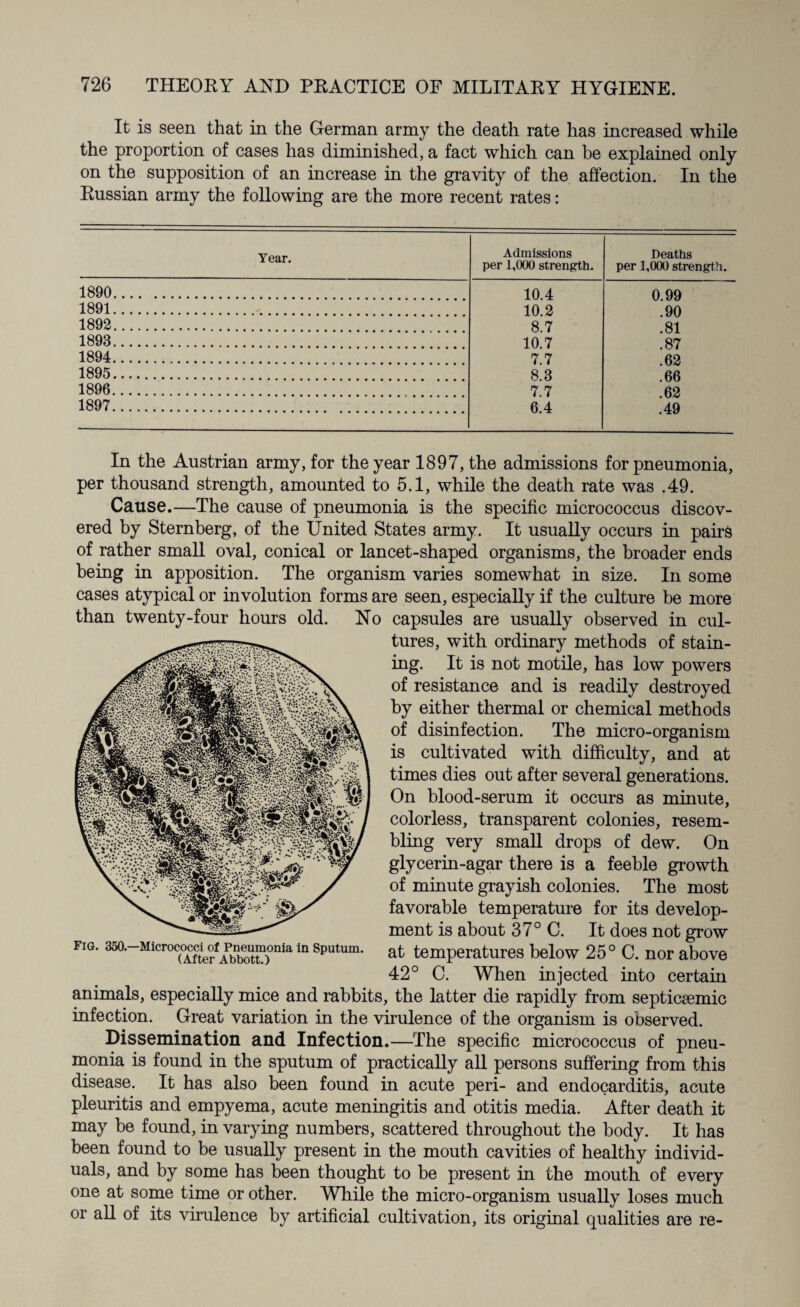 726 THEORY AND PRACTICE OF MILITARY HYGIENE.
It is seen that in the German army the death rate has increased while
the proportion of cases has diminished, a fact which can be explained only
on the supposition of an increase in the gravity of the affection. In the
Russian army the following are the more recent rates:
Year. Admissions per 1,000 strength. Deaths per 1,000 strength.
1890.... 10.4 0.99
1891.... 10.2 .90
1892.... 8.7 .81
1893.... 10.7 .87
1894.... 7.7 .62
1895.... 8.3 .66
1896.... 7.7 .62
1897.... 6.4 .49
In the Austrian army, for the year 1897, the admissions for pneumonia,
per thousand strength, amounted to 5.1, while the death rate was .49.
Cause.—The cause of pneumonia is the specific micrococcus discov-
ered by Sternberg, of the United States army. It usually occurs in pairs
of rather small oval, conical or lancet-shaped organisms, the broader ends
being in apposition. The organism varies somewhat in size. In some
cases atypical or involution forms are seen, especially if the culture be more
than twenty-four hours old. No capsules are usually observed in cul-
tures, with ordinary methods of stain-
ing. It is not motile, has low powers
of resistance and is readily destroyed
by either thermal or chemical methods
of disinfection. The micro-organism
is cultivated with difficulty, and at
times dies out after several generations.
On blood-serum it occurs as minute,
colorless, transparent colonies, resem-
bling very small drops of dew. On
glycerin-agar there is a feeble growth
of minute grayish colonies. The most
favorable temperature for its develop-
ment is about 37° C. It does not grow
at temperatures below 25° C. nor above
42° C. When injected into certain
Fig. 350.—Micrococci of Pneumonia in Sputum.
(After Abbott.)
animals, especially mice and rabbits, the latter die rapidly from septicæmic
infection. Great variation in the virulence of the organism is observed.
Dissemination and Infection.—The specific micrococcus of pneu-
monia is found in the sputum of practically all persons suffering from this
disease. It has also been found in acute peri- and endocarditis, acute
pleuritis and empyema, acute meningitis and otitis media. After death it
may be found, in varying numbers, scattered throughout the body. It has
been found to be usually present in the mouth cavities of healthy individ-
uals, and by some has been thought to be present in the mouth of every
one at some time or other. While the micro-organism usually loses much
or all of its virulence by artificial cultivation, its original qualities are re-